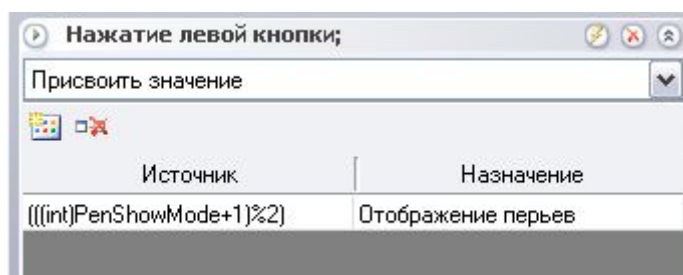 Нажатие левой кнопки;
Присвоить значение
Источник Назначение
(((int)PenShowMode+1)%2) Отображение перьев